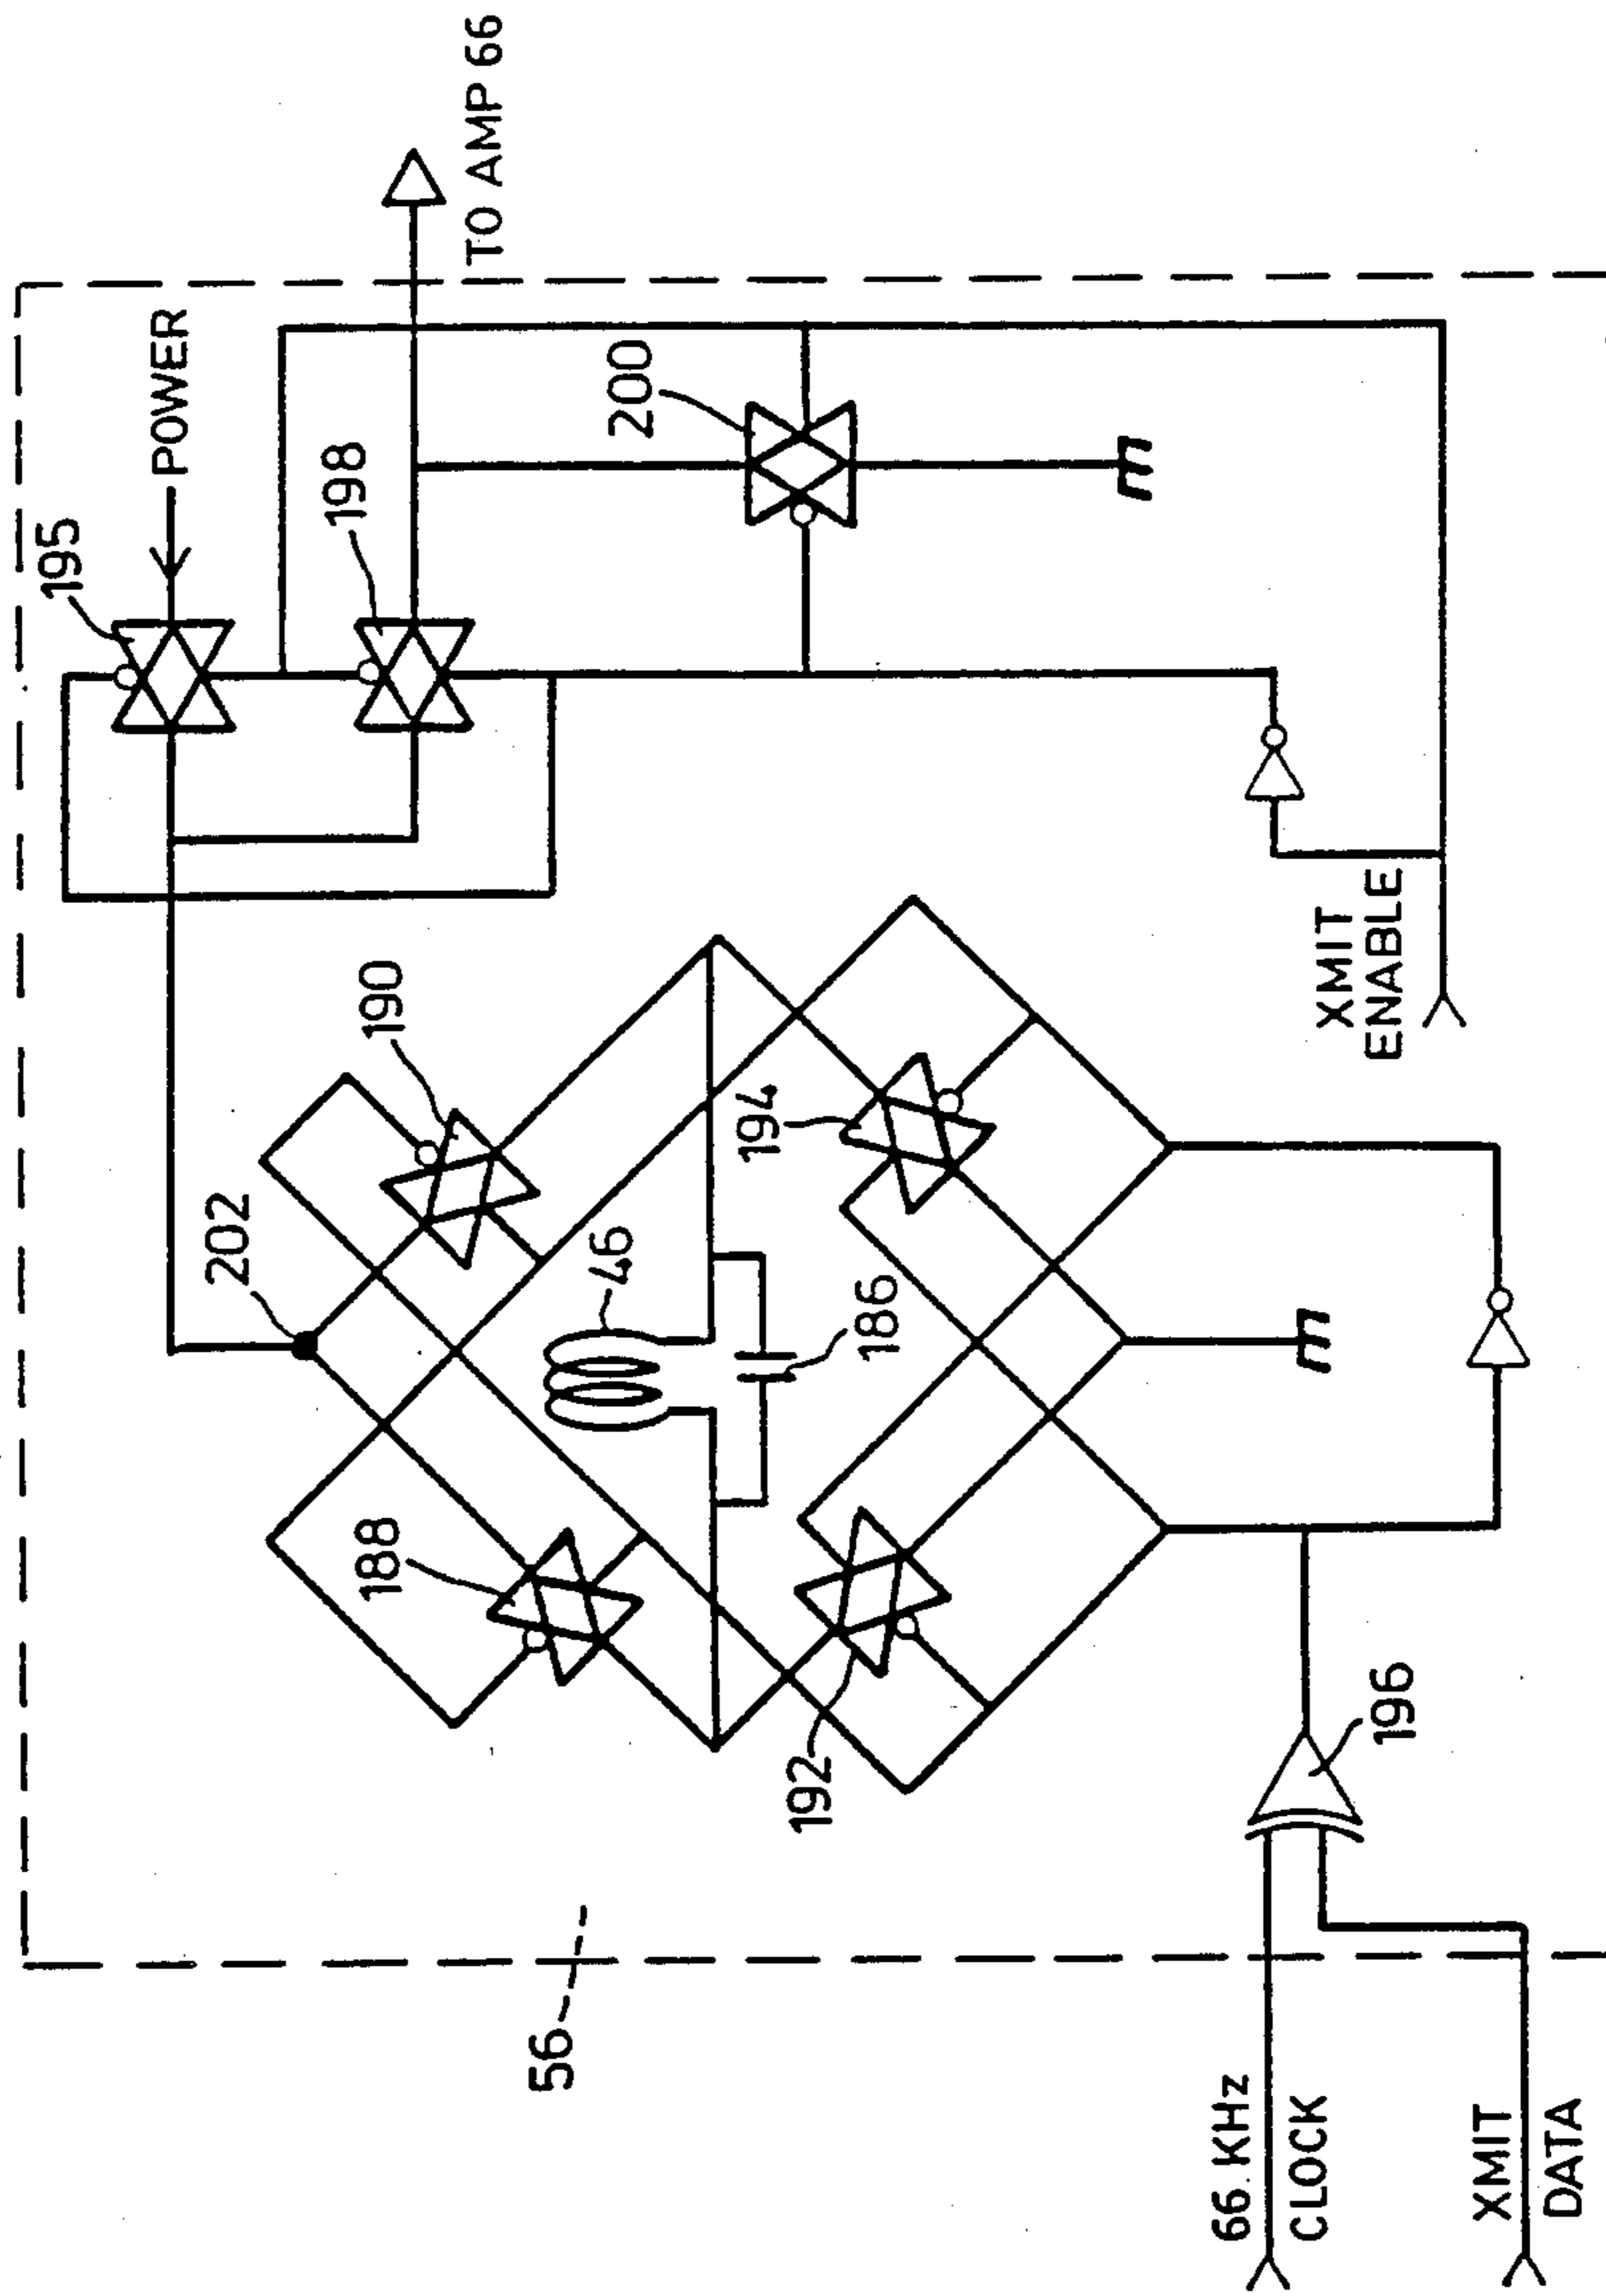 195
POWER
198
TO AMP 66
200
202
190
188
46
186
194
192
XMIT
ENABLE
196
56
66.KHz
CLOCK
XMIT
DATA